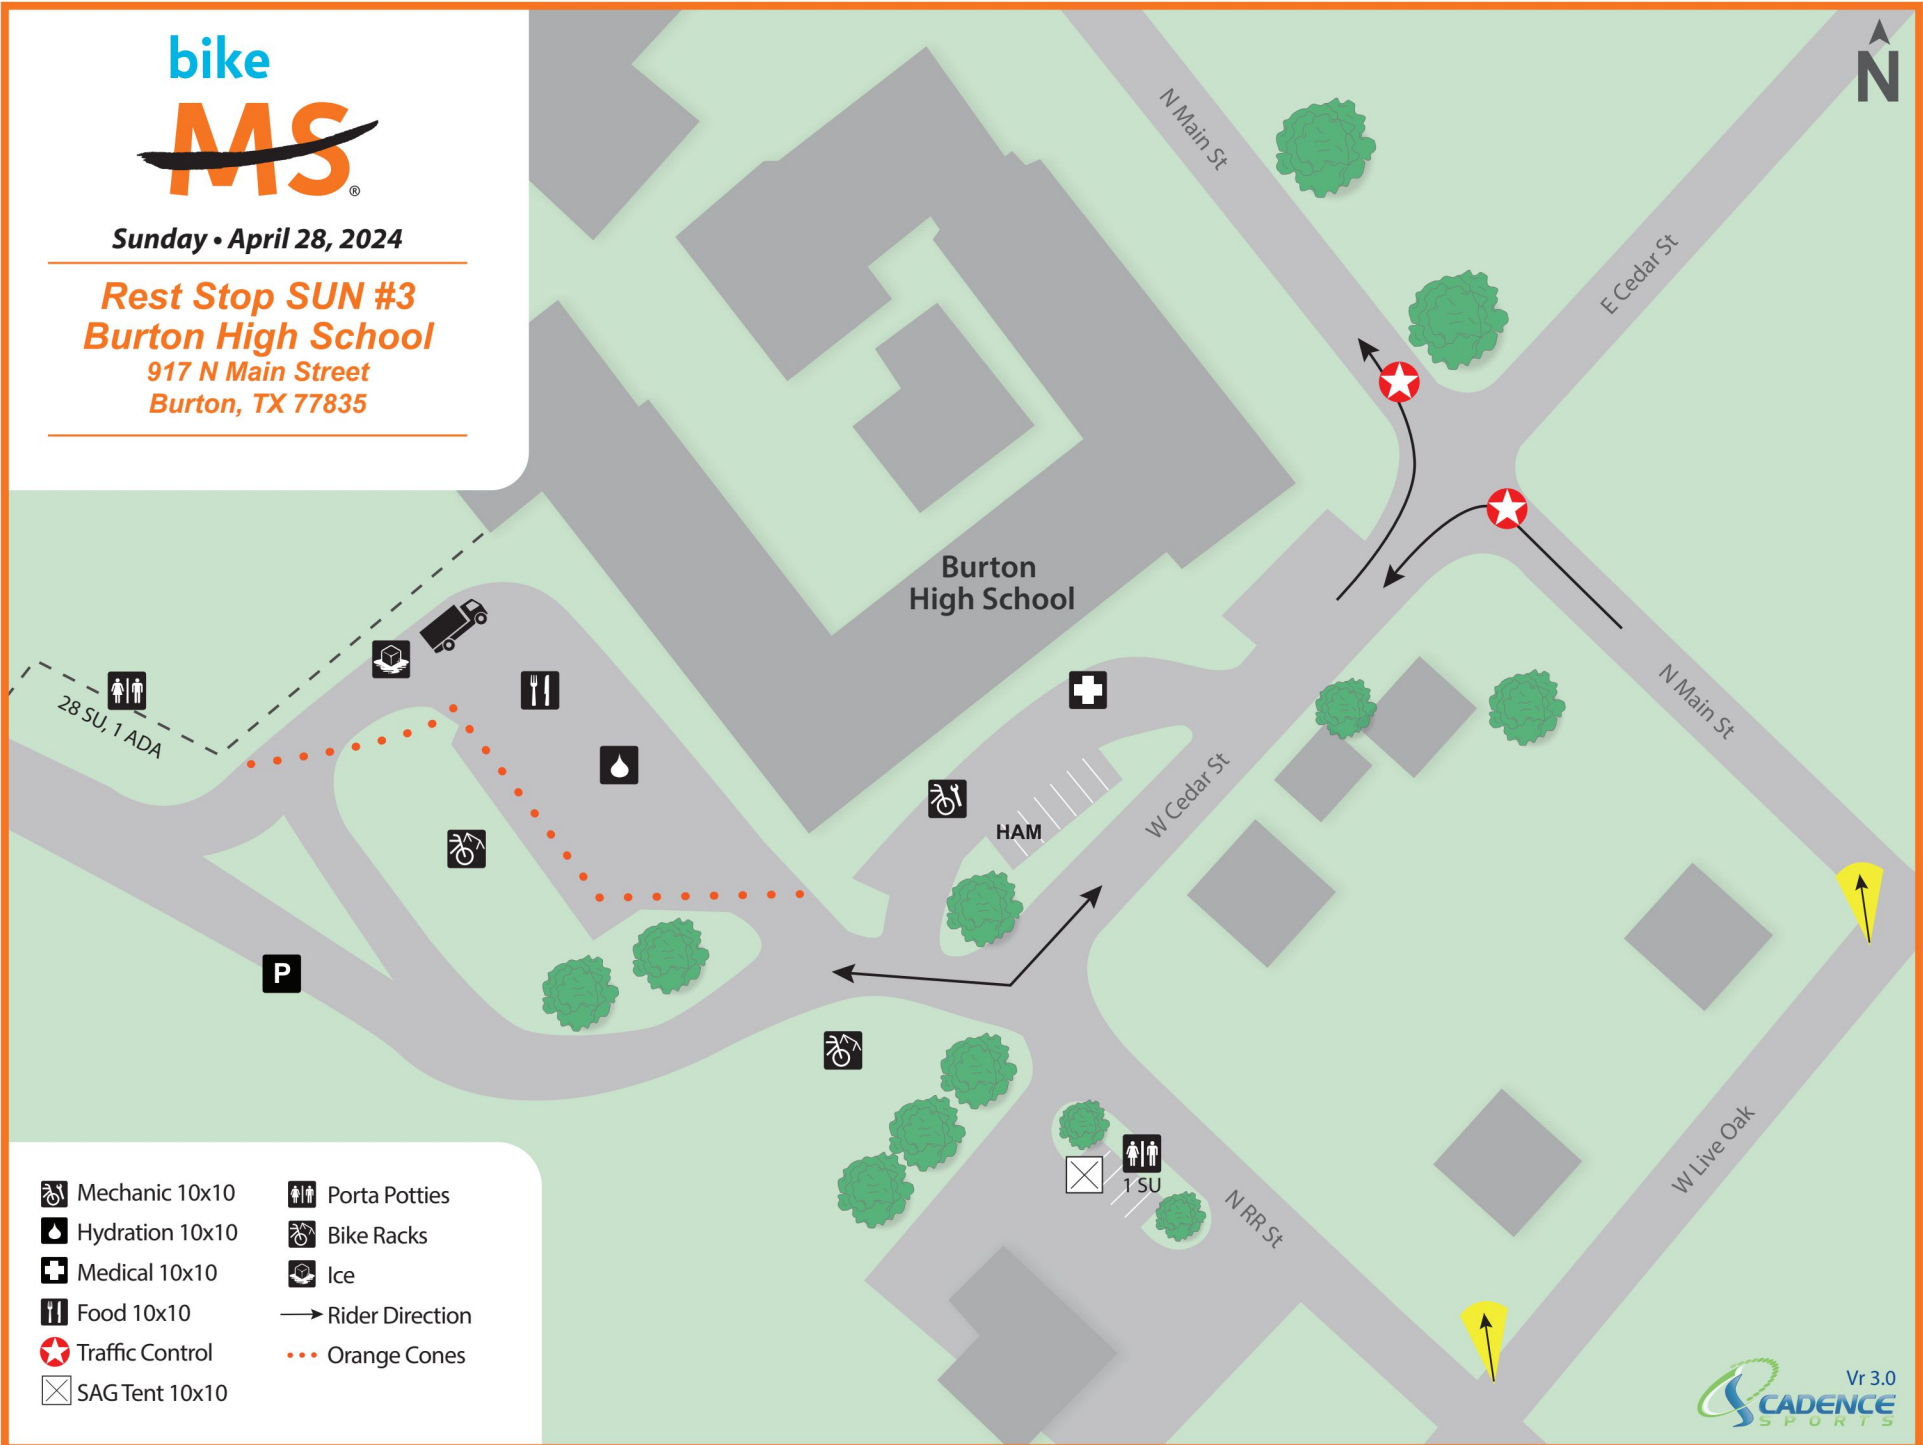 bike
MS®
Sunday • April 28, 2024
Rest Stop SUN #3
Burton High School
917 N Main Street
Burton, TX 77835
N
N Main St
E Cedar St
Burton
High School
28 SU, 1 ADA
N Main St
W Cedar St
HAM
P
1 SU
N RR St
W Live Oak
Mechanic 10x10
Hydration 10x10
Medical 10x10
Food 10x10
Traffic Control
SAG Tent 10x10
Porta Potties
Bike Racks
Ice
Rider Direction
Orange Cones
Vr 3.0
CADENCE
SPORTS